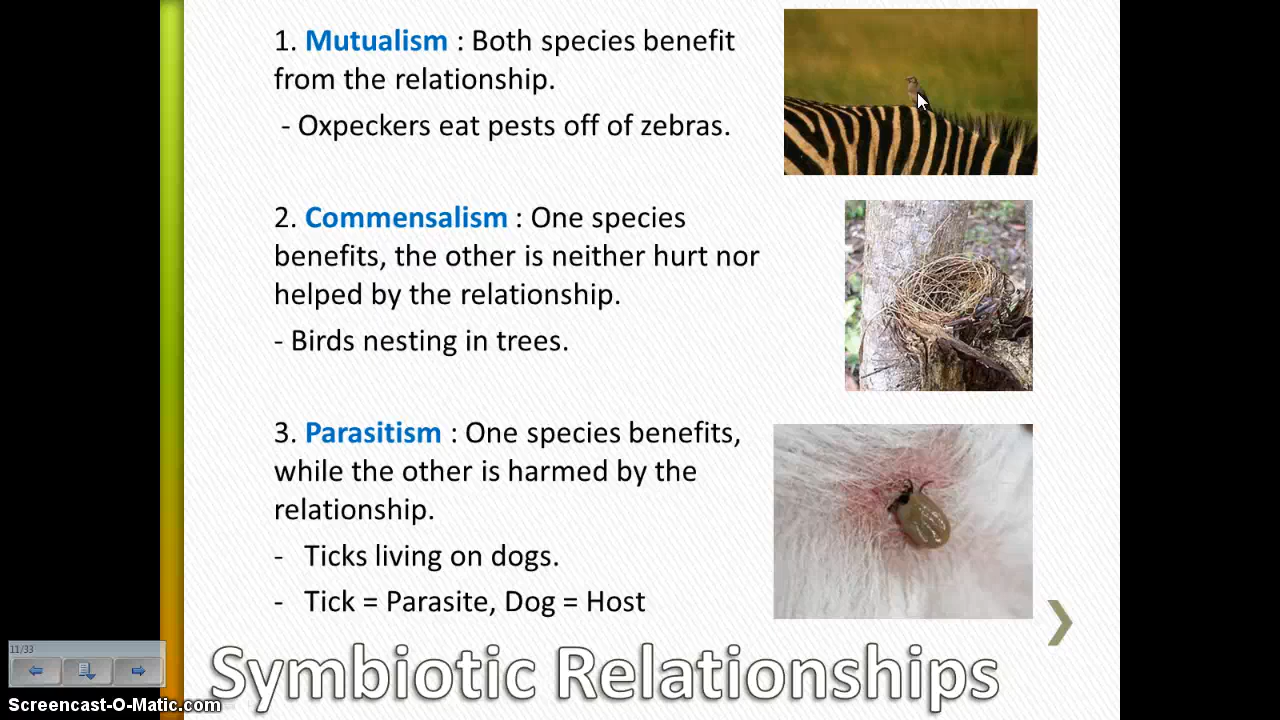 1. Mutualism : Both species benefit
from the relationship.
- Oxpeckers eat pests off of zebras.
2. Commensalism : One species
benefits, the other is neither hurt nor
helped by the relationship.
- Birds nesting in trees.
3. Parasitism : One species benefits,
while the other is harmed by the
relationship.
- Ticks living on dogs.
- Tick = Parasite, Dog = Host
11/33
Symbiotic Relationships
Screencast-O-Matic.com